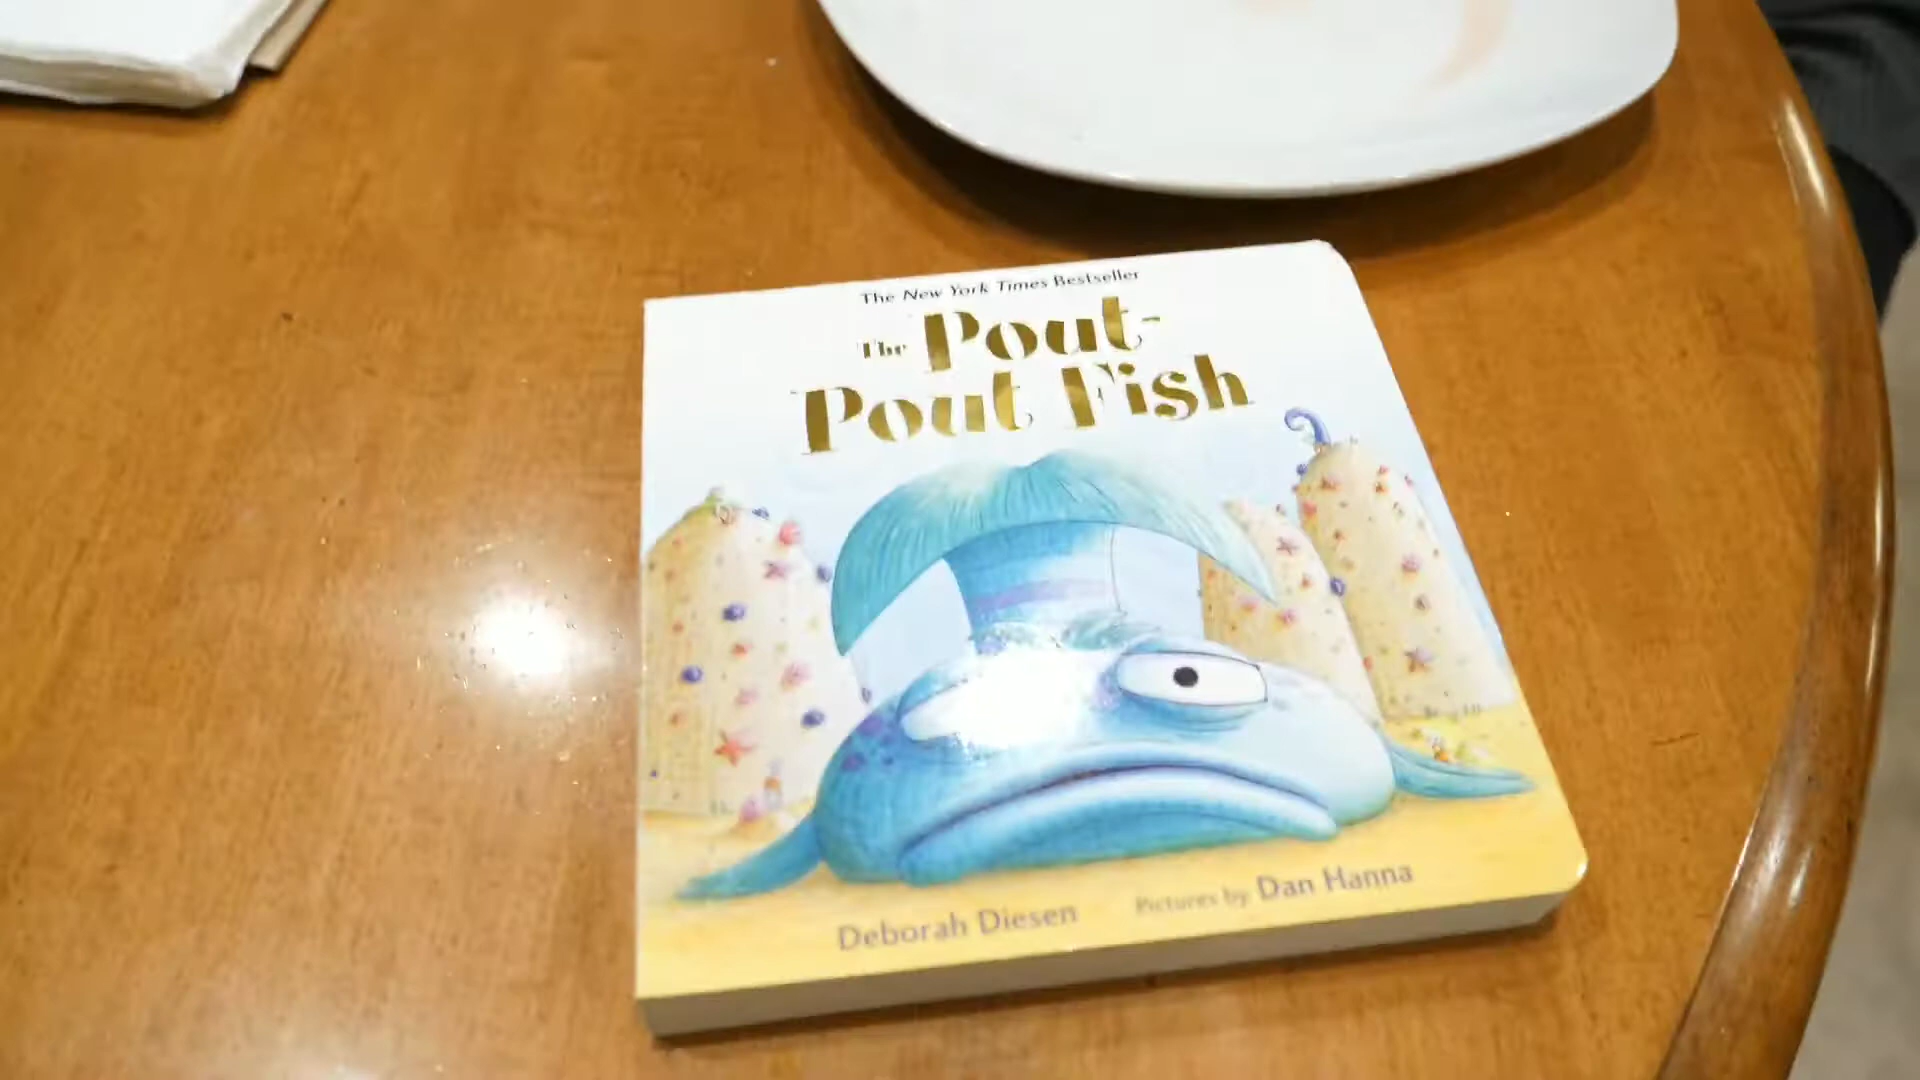 The New York Times Bestseller
The Pout-
Pout Fish
Deborah Diesen
Pictures by Dan Hanna